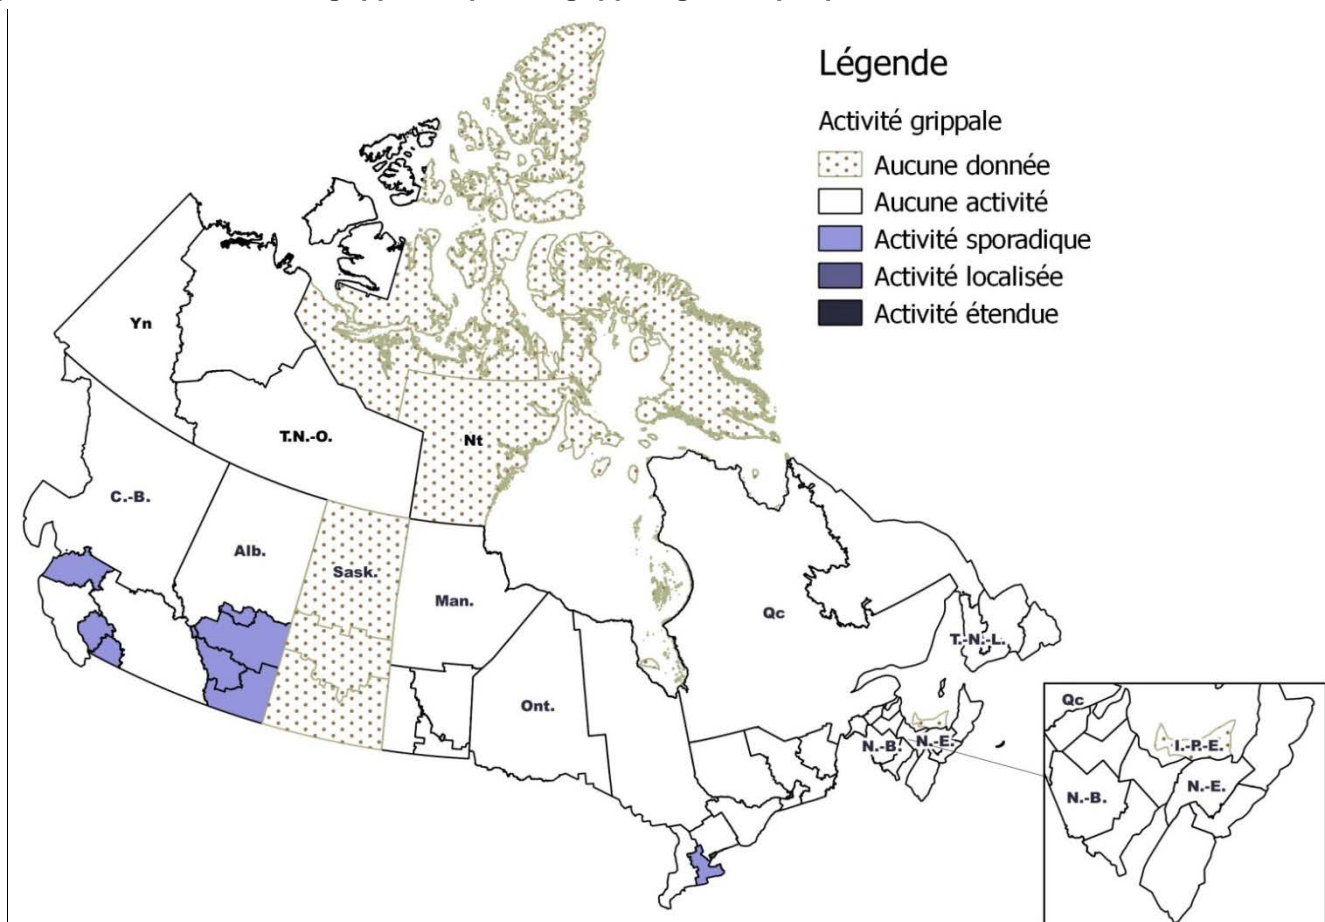 Légende
Activité grippale
Aucune donnée
Aucune activité
Activité sporadique
Activité localisée
Activité étendue
Yn
T.N.-O.
Nt
C.-B.
Alb.
Sask.
Man.
Qc
T.-N.-L.
Ont.
N.-B.
N.-E.
Qc
I.-P.-E.
N.-E.
N.-B.